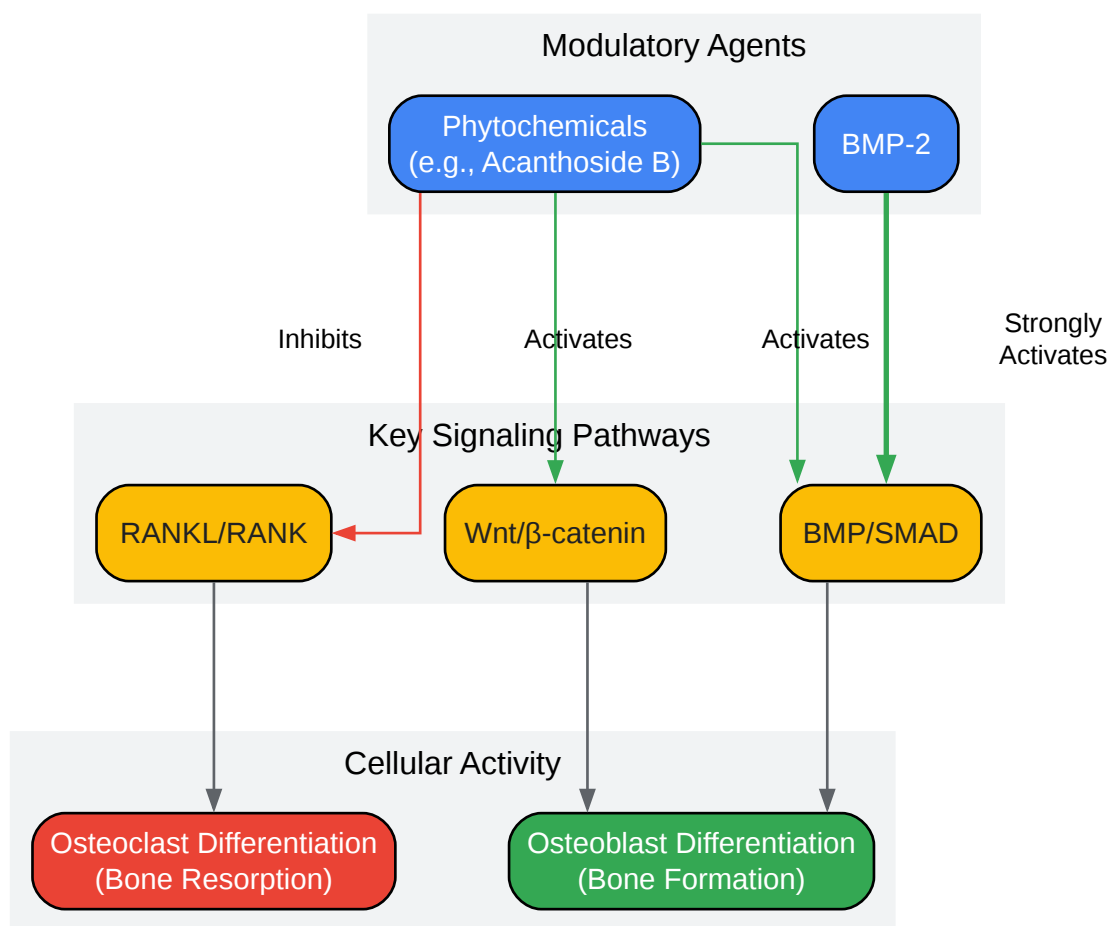 Modulatory Agents
Phytochemicals
(e.g., Acanthoside B)
BMP-2
Inhibits
Activates
Activates
Strongly
Activates
Key Signaling Pathways
RANKL/RANK
Wnt/β-catenin
BMP/SMAD
Cellular Activity
Osteoclast Differentiation
(Bone Resorption)
Osteoblast Differentiation
(Bone Formation)